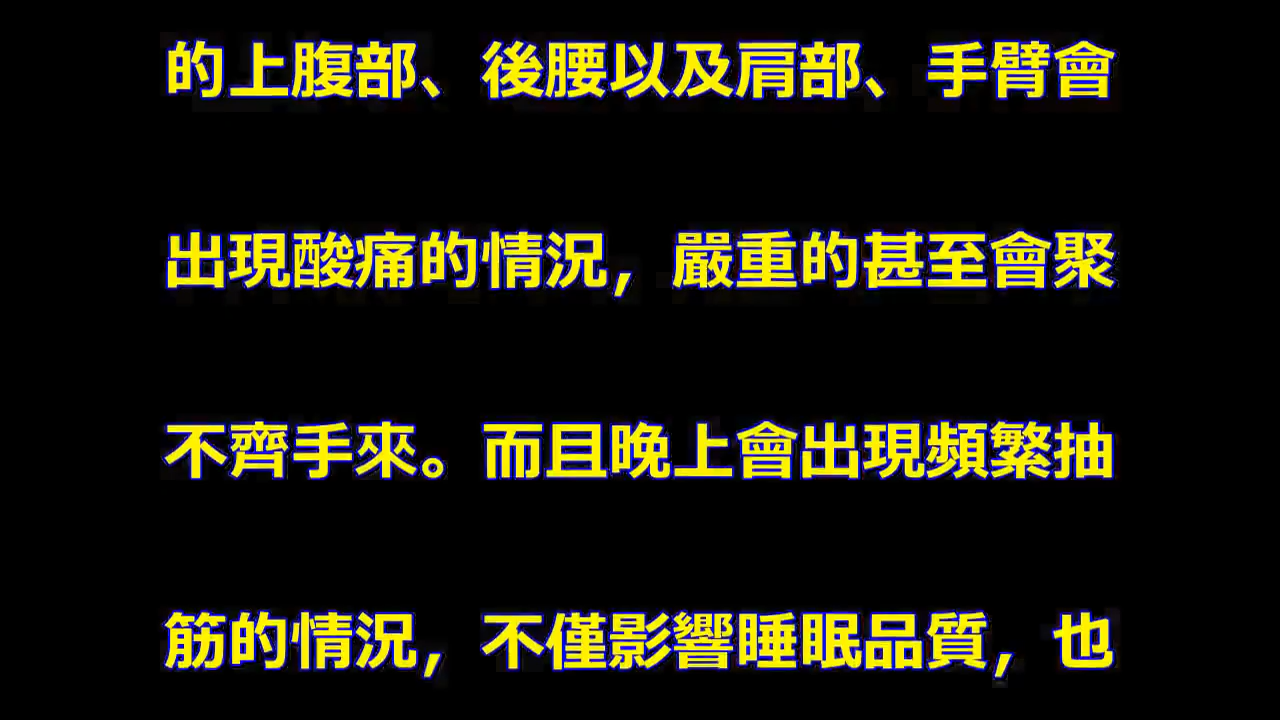 的上腹部、後腰以及肩部、手臂會
出現酸痛的情況，嚴重的甚至會聚
不齊手來。而且晚上會出現頻繁抽
筋的情況，不僅影響睡眠品質，也